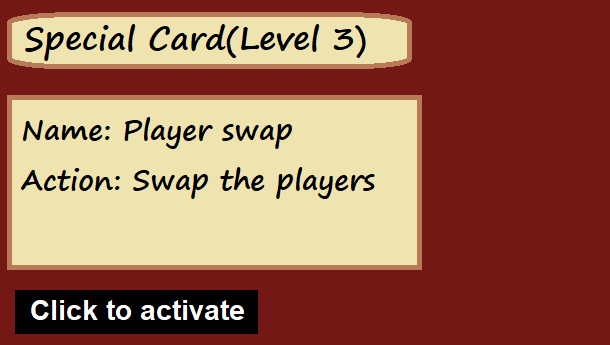 Special Card(Level 3)
Name: Player swap
Action: Swap the players
Click to activate